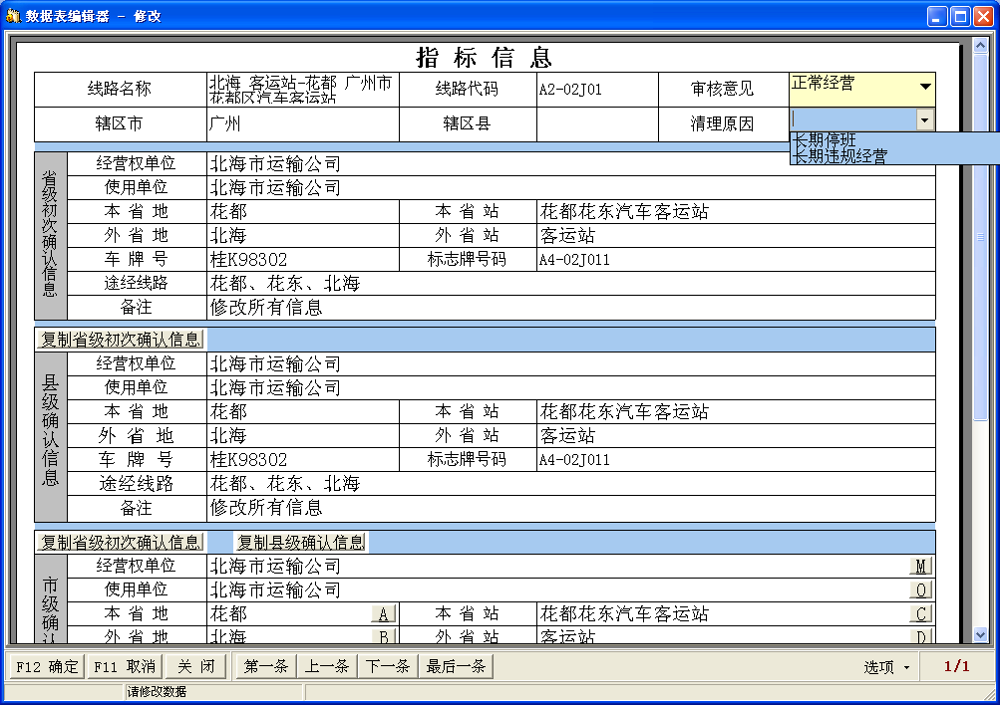 数据表编辑器 - 修改
指 标 信 息
线路名称 北海 客运站-花都 广州市花都区汽车客运站 线路代码 A2-02J01 审核意见 正常经营
辖区市 广州 辖区县 清理原因
长期停班
长期违规经营
省级初次确认信息
经营权单位 北海市运输公司
使用单位 北海市运输公司
本 省 地 花都 本 省 站 花都花东汽车客运站
外 省 地 北海 外 省 站 客运站
车 牌 号 桂K98302 标志牌号码 A4-02J011
途经线路 花都、花东、北海
备注 修改所有信息
复制省级初次确认信息
县级确认信息
经营权单位 北海市运输公司
使用单位 北海市运输公司
本 省 地 花都 本 省 站 花都花东汽车客运站
外 省 地 北海 外 省 站 客运站
车 牌 号 桂K98302 标志牌号码 A4-02J011
途经线路 花都、花东、北海
备注 修改所有信息
复制省级初次确认信息 复制县级确认信息
市级确认
经营权单位 北海市运输公司 M
使用单位 北海市运输公司 O
本 省 地 花都 A 本 省 站 花都花东汽车客运站 C
外 省 地 北海 B 外 省 站 客运站 D
F12 确定 F11 取消 关 闭 第一条 上一条 下一条 最后一条 选项 1/1
请修改数据